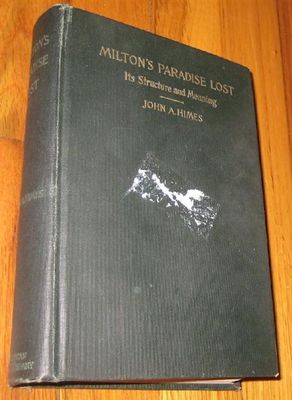 MILTON'S PARADISE LOST
Its Structure and Meaning
JOHN A. HIMES
MILTON'S
PARADISE
LOST